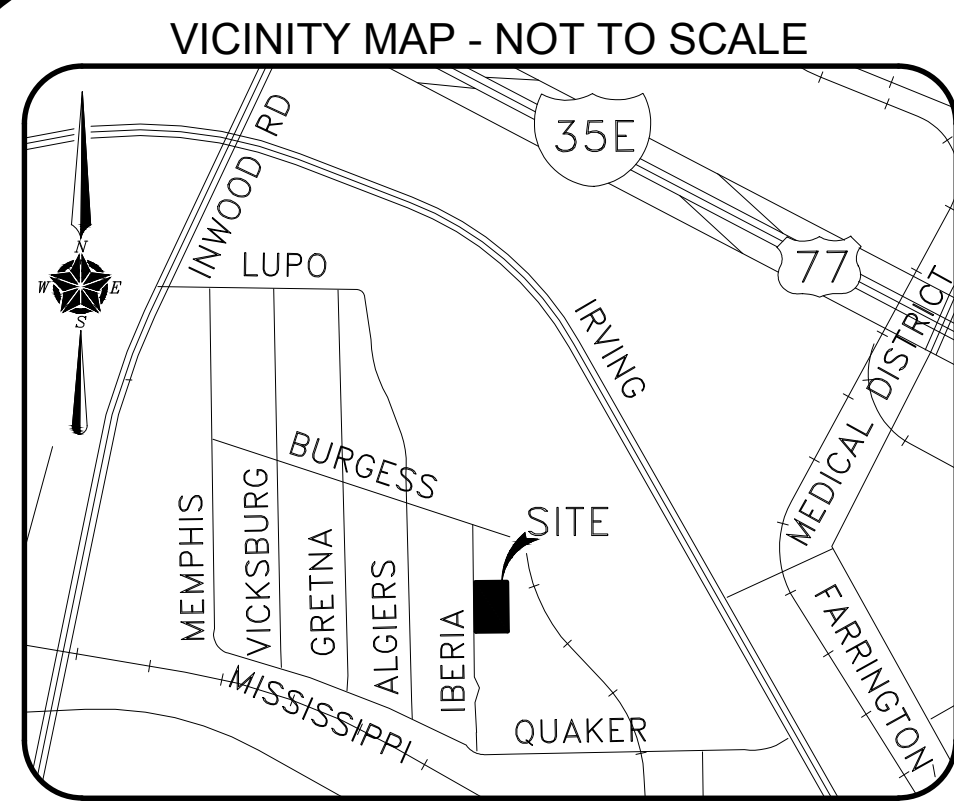 VICINITY MAP - NOT TO SCALE
INWOOD RD
35E
77
LUPO
N
W
E
S
IRVING
MEDICAL DISTRICT
BURGESS
SITE
MEMPHIS
VICKSBURG
GRETNA
ALGIERS
IBERIA
FARRINGTON
MISSISSIPPI
QUAKER